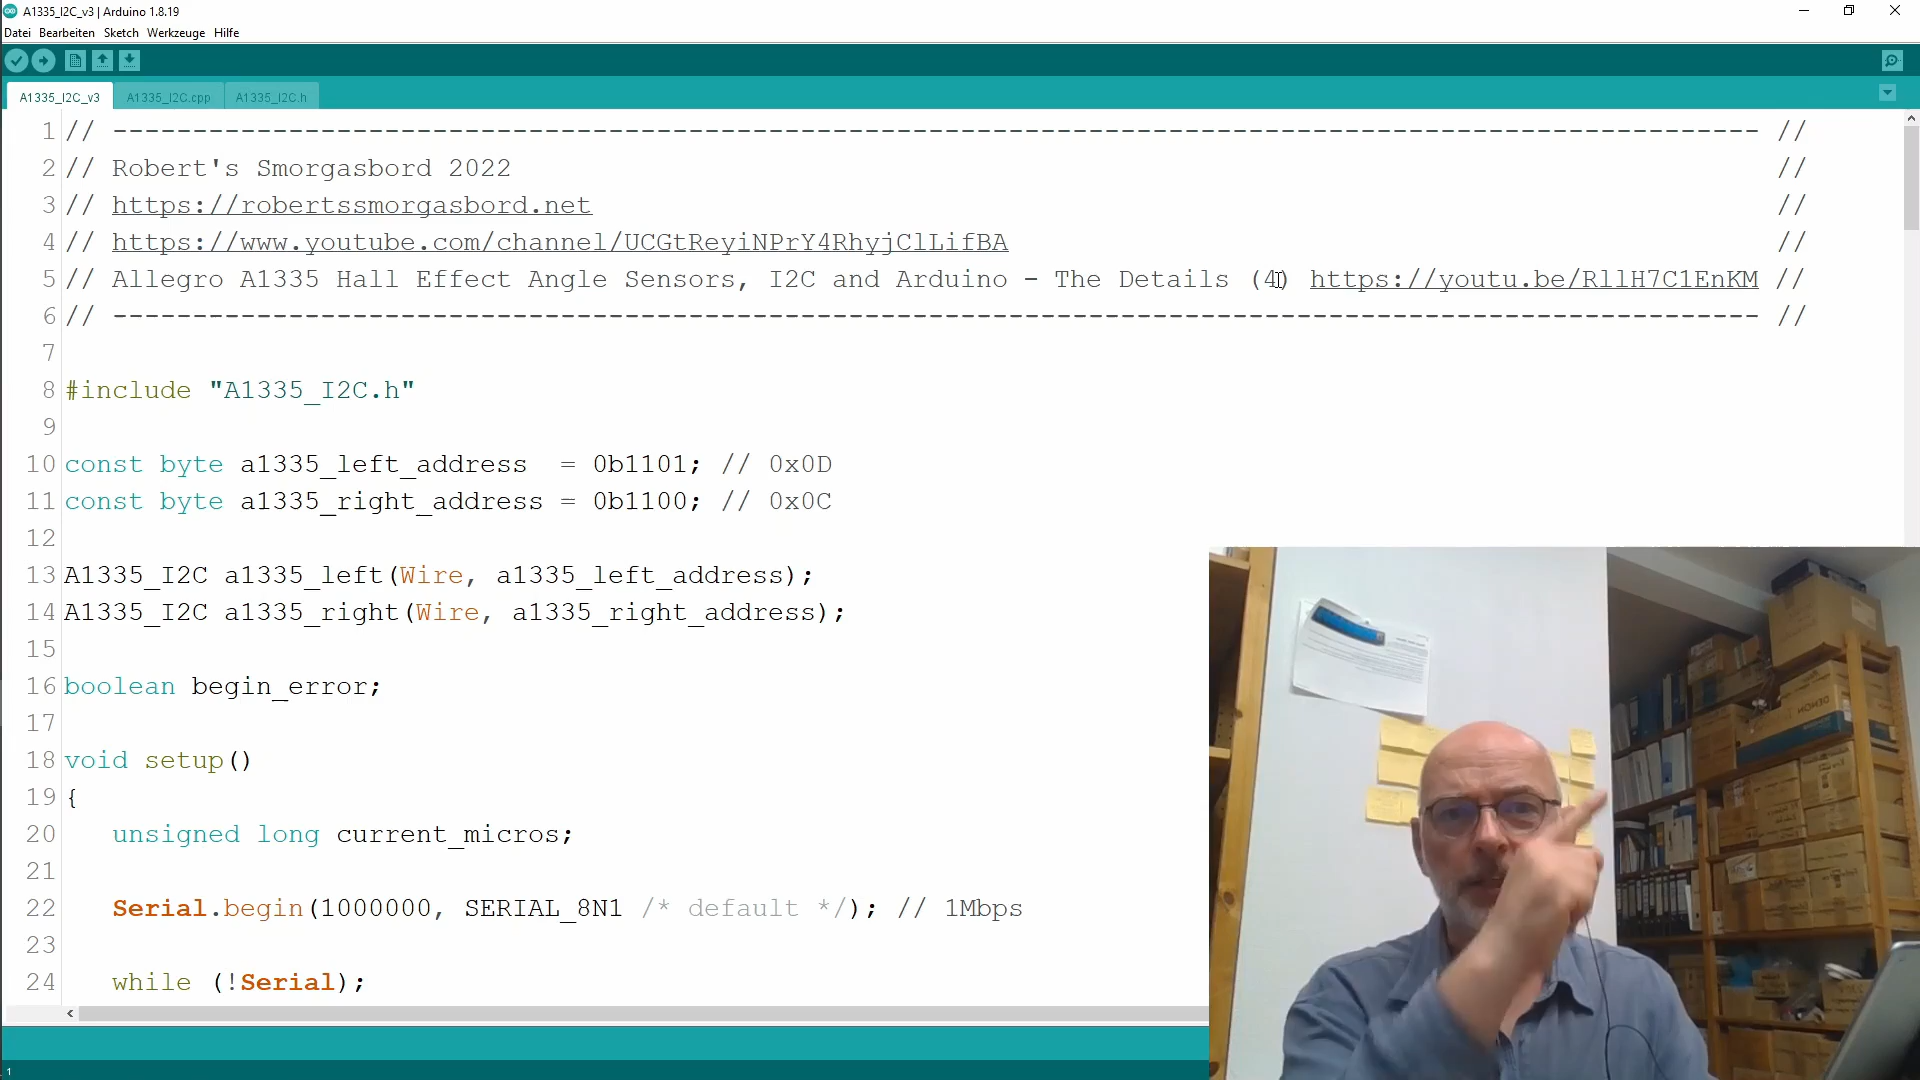 A1335_I2C_v3 | Arduino 1.8.19
Datei Bearbeiten Sketch Werkzeuge Hilfe
A1335_I2C_v3 A1335_I2C.cpp A1335_I2C.h
1 // ------------------------------------------------------------------------------------------------------- //
2 // Robert's Smorgasbord 2022 //
3 // https://robertssmorgasbord.net //
4 // https://www.youtube.com/channel/UCGtReyiNPrY4RhyjClLifBA //
5 // Allegro A1335 Hall Effect Angle Sensors, I2C and Arduino - The Details (4) https://youtu.be/RllH7C1EnKM //
6 // ------------------------------------------------------------------------------------------------------- //
7
8 #include "A1335_I2C.h"
9
10 const byte a1335_left_address  = 0b1101; // 0x0D
11 const byte a1335_right_address = 0b1100; // 0x0C
12
13 A1335_I2C a1335_left(Wire, a1335_left_address);
14 A1335_I2C a1335_right(Wire, a1335_right_address);
15
16 boolean begin_error;
17
18 void setup()
19 {
20    unsigned long current_micros;
21
22    Serial.begin(1000000, SERIAL_8N1 /* default */); // 1Mbps
23
24    while (!Serial);
DENON
1